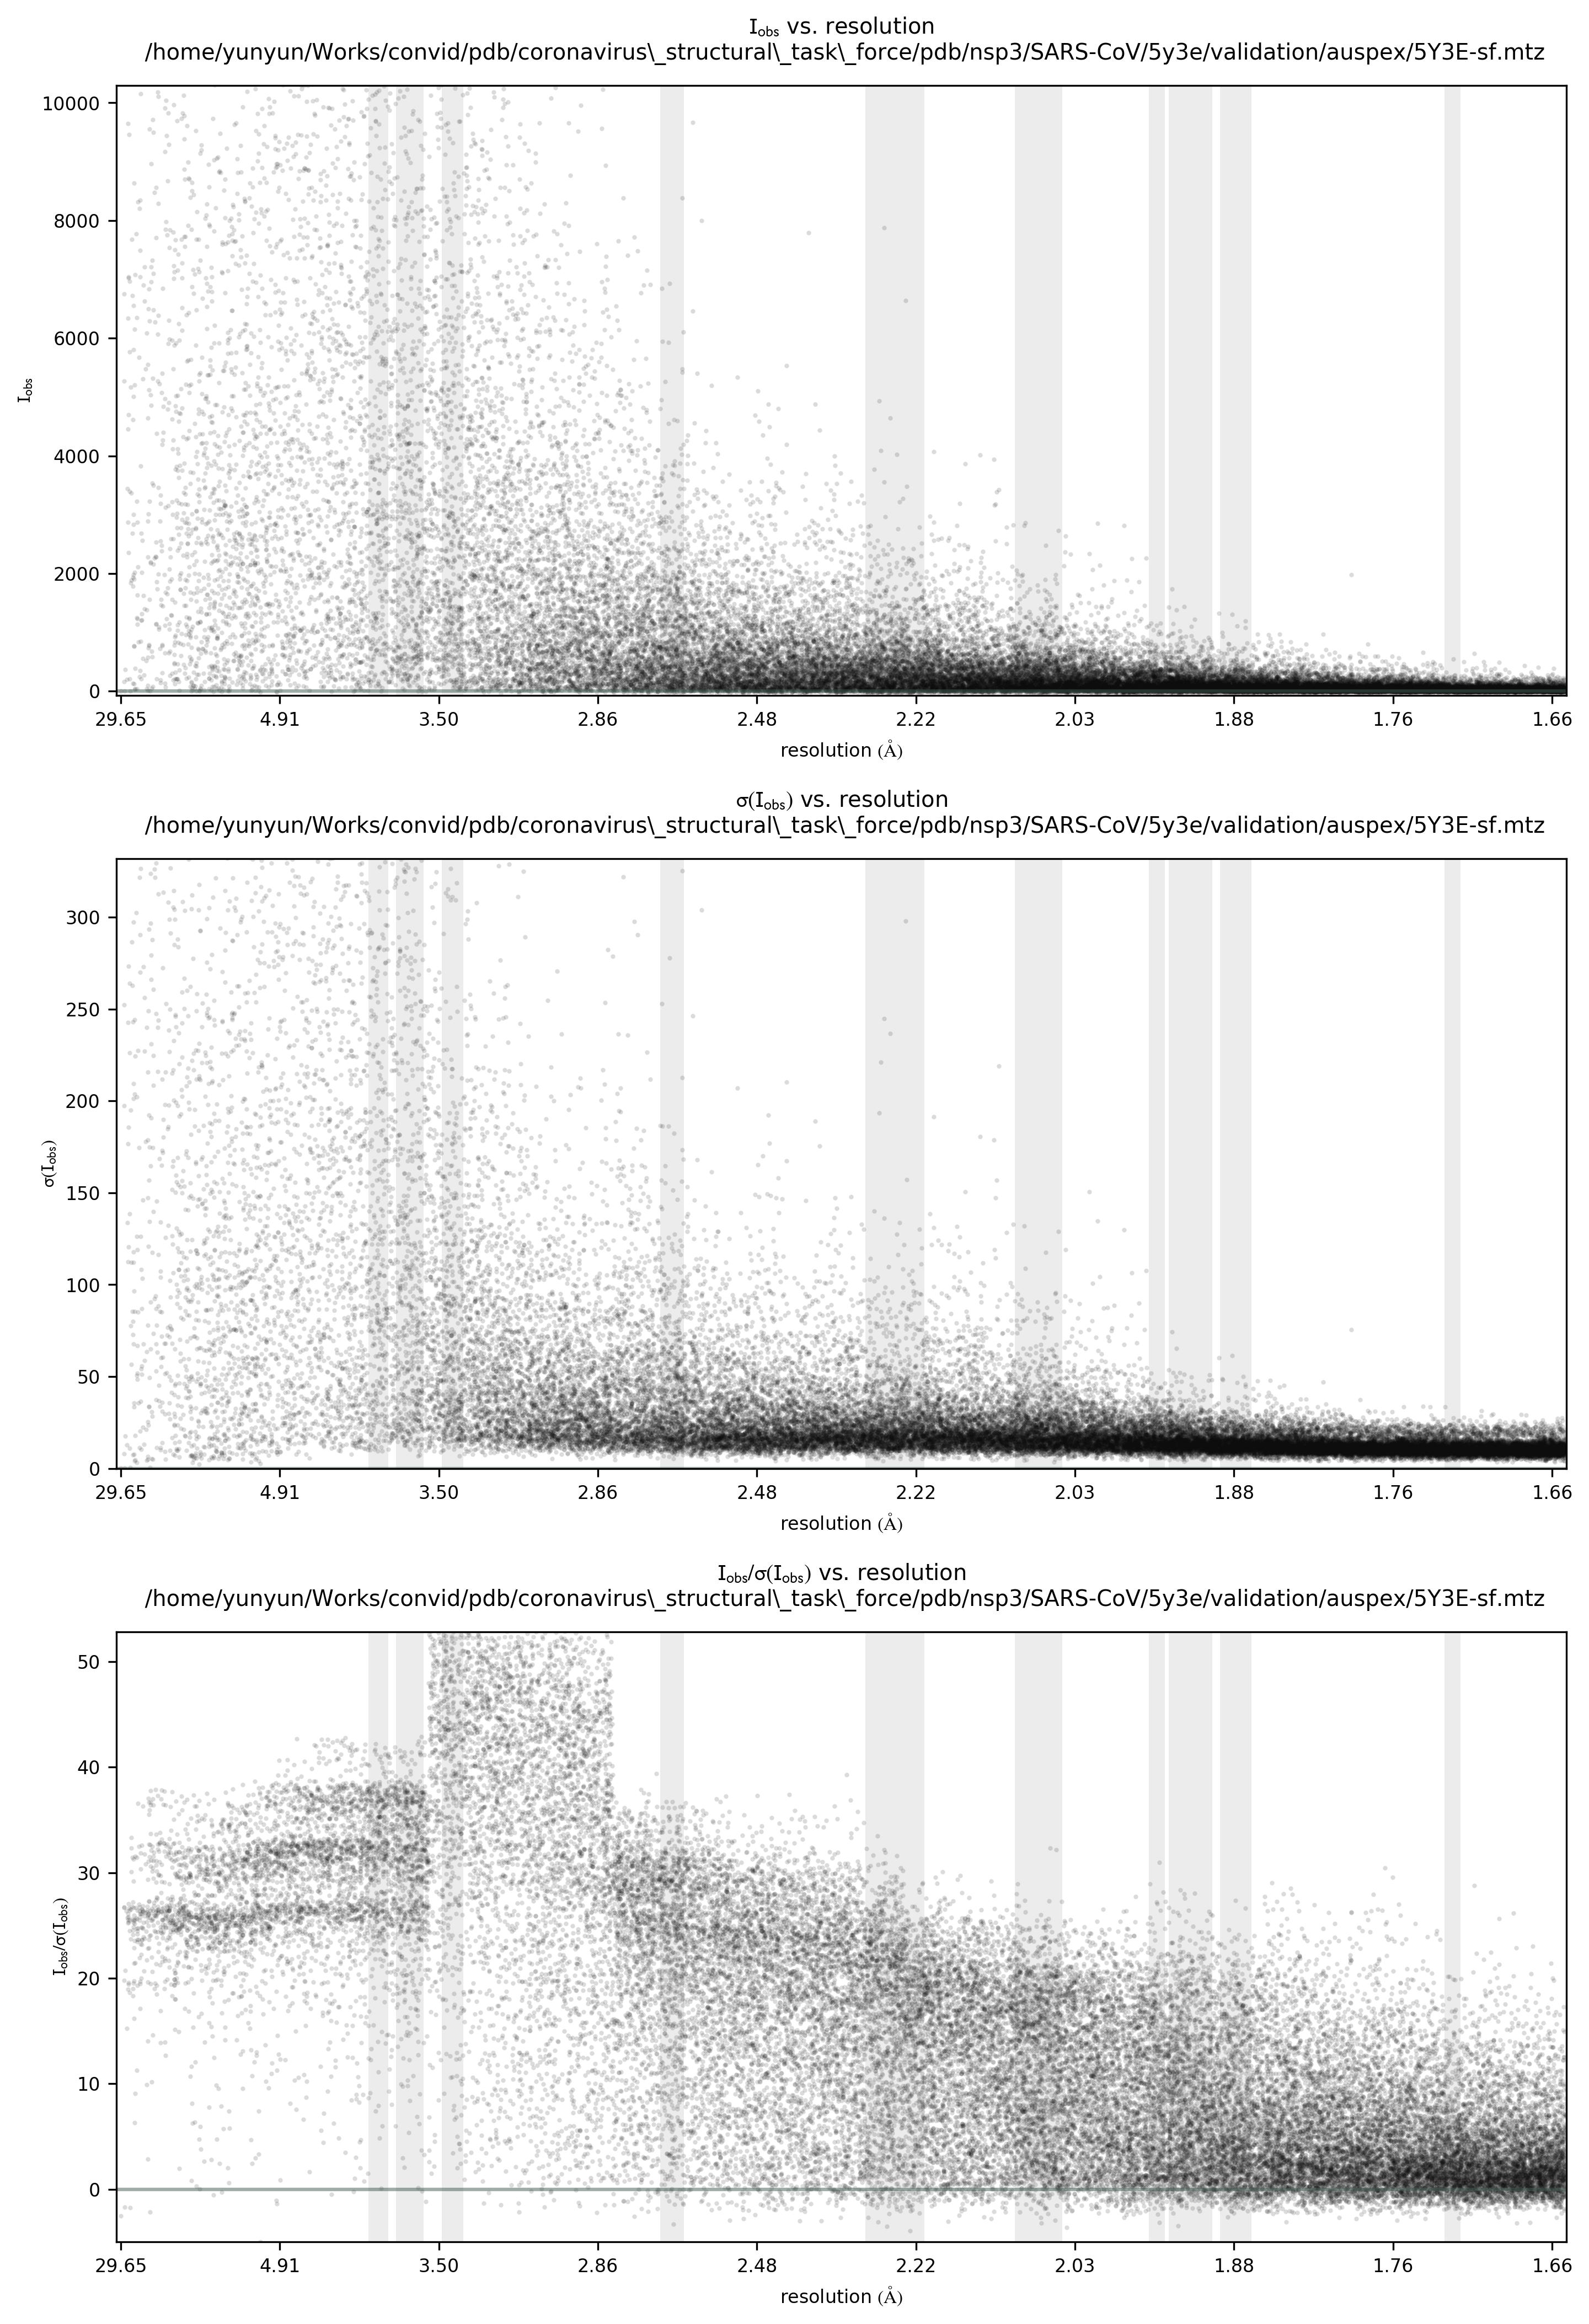 Iobs vs. resolution
/home/yunyun/Works/convid/pdb/coronavirus\_structural\_task\_force/pdb/nsp3/SARS-CoV/5y3e/validation/auspex/5Y3E-sf.mtz
10000
8000
6000
4000
2000
0
Iobs
29.65 4.91 3.50 2.86 2.48 2.22 2.03 1.88 1.76 1.66
resolution (Å)
σ(Iobs) vs. resolution
/home/yunyun/Works/convid/pdb/coronavirus\_structural\_task\_force/pdb/nsp3/SARS-CoV/5y3e/validation/auspex/5Y3E-sf.mtz
300
250
200
150
100
50
0
σ(Iobs)
29.65 4.91 3.50 2.86 2.48 2.22 2.03 1.88 1.76 1.66
resolution (Å)
Iobs/σ(Iobs) vs. resolution
/home/yunyun/Works/convid/pdb/coronavirus\_structural\_task\_force/pdb/nsp3/SARS-CoV/5y3e/validation/auspex/5Y3E-sf.mtz
50
40
30
20
10
0
Iobs/σ(Iobs)
29.65 4.91 3.50 2.86 2.48 2.22 2.03 1.88 1.76 1.66
resolution (Å)